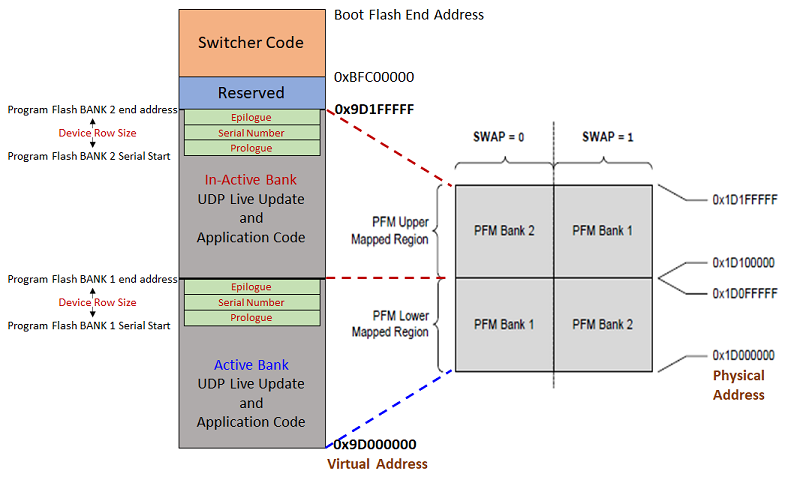 Boot Flash End Address
Switcher Code
0xBFC00000
Reserved
Program Flash BANK 2 end address
0x9D1FFFFF
Epilogue
Device Row Size
Serial Number
Program Flash BANK 2 Serial Start
Prologue
In-Active Bank
UDP Live Update
and
Application Code
Program Flash BANK 1 end address
Epilogue
Device Row Size
Serial Number
Program Flash BANK 1 Serial Start
Prologue
Active Bank
UDP Live Update
and
Application Code
0x9D000000
Virtual Address
SWAP = 0
SWAP = 1
PFM Upper
Mapped Region
PFM Bank 2
PFM Bank 1
PFM Lower
Mapped Region
PFM Bank 1
PFM Bank 2
0x1D1FFFFF
0x1D100000
0x1D0FFFFF
0x1D000000
Physical
Address